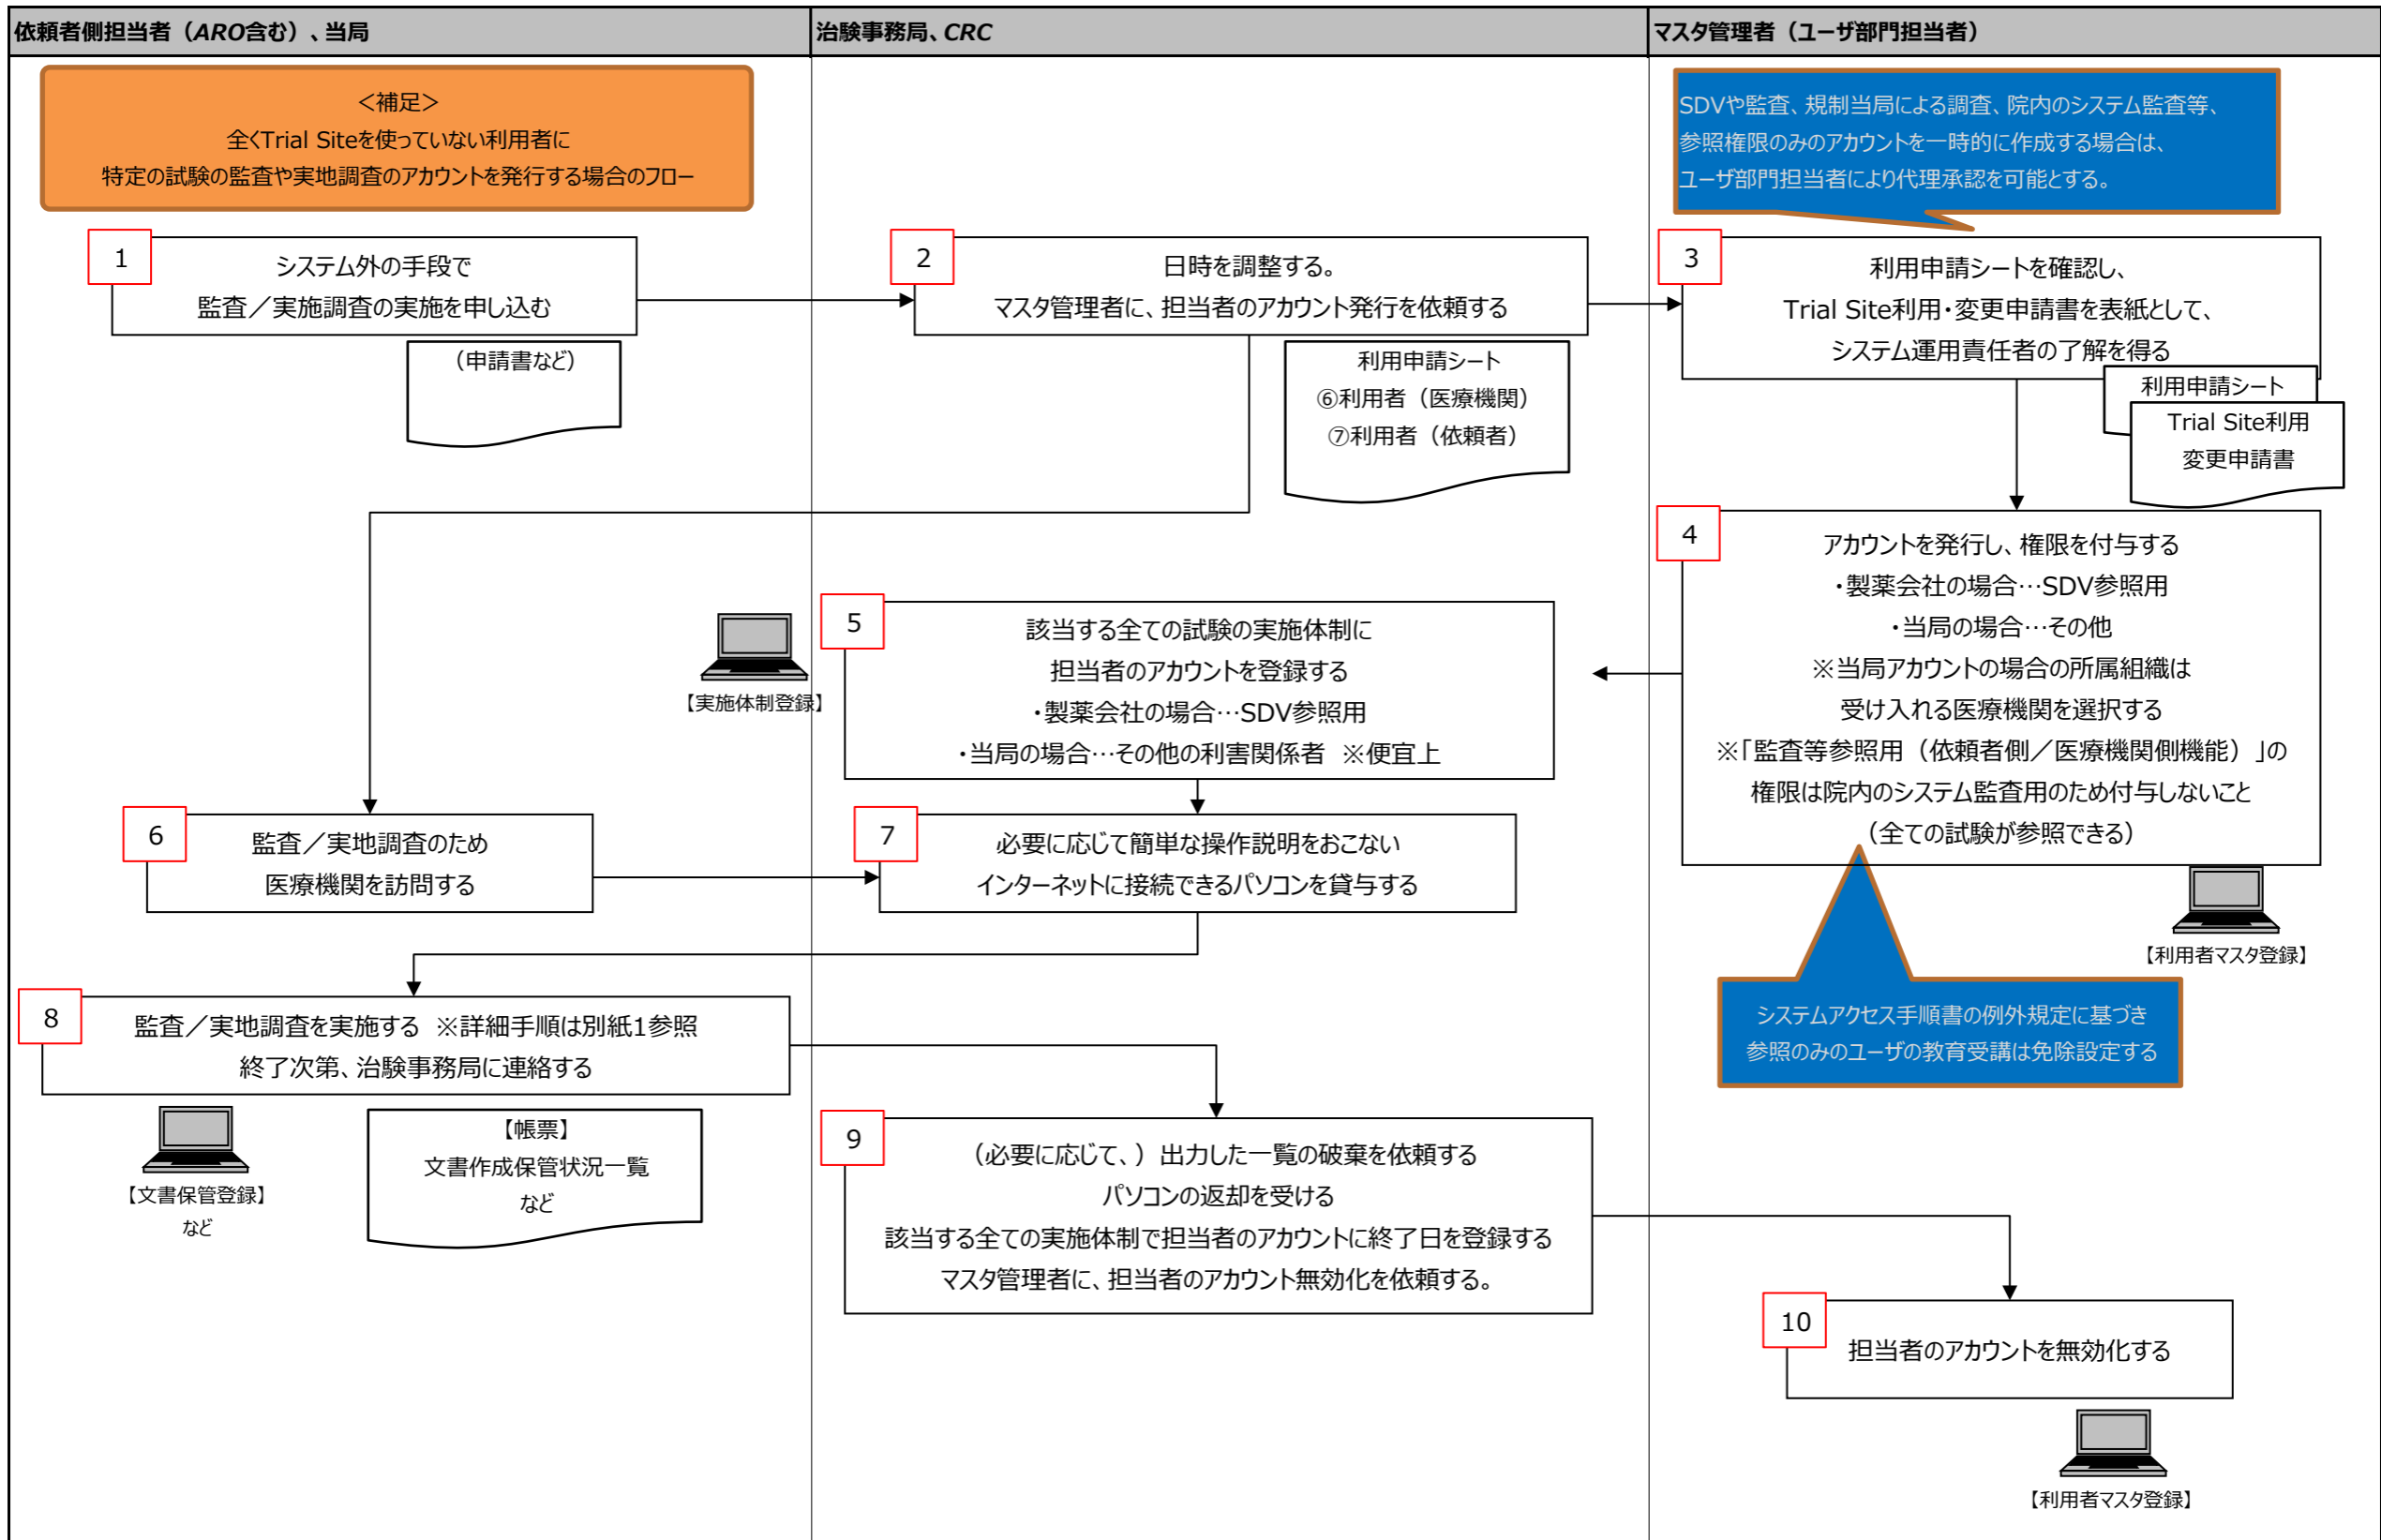 依頼者側担当者（ARO含む）、当局
治験事務局、CRC
マスタ管理者（ユーザ部門担当者）
＜補足＞
全くTrial Siteを使っていない利用者に
特定の試験の監査や実地調査のアカウントを発行する場合のフロー
SDVや監査、規制当局による調査、院内のシステム監査等、
参照権限のみのアカウントを一時的に作成する場合は、
ユーザ部門担当者により代理承認を可能とする。
1
システム外の手段で
監査／実施調査の実施を申し込む
（申請書など）
2
日時を調整する。
マスタ管理者に、担当者のアカウント発行を依頼する
利用申請シート
⑥利用者（医療機関）
⑦利用者（依頼者）
3
利用申請シートを確認し、
Trial Site利用・変更申請書を表紙として、
システム運用責任者の了解を得る
利用申請シート
Trial Site利用
変更申請書
4
アカウントを発行し、権限を付与する
・製薬会社の場合…SDV参照用
・当局の場合…その他
※当局アカウントの場合の所属組織は
受け入れる医療機関を選択する
※「監査等参照用（依頼者側／医療機関側機能）」の
権限は院内のシステム監査用のため付与しないこと
（全ての試験が参照できる）
【利用者マスタ登録】
システムアクセス手順書の例外規定に基づき
参照のみのユーザの教育受講は免除設定する
5
該当する全ての試験の実施体制に
担当者のアカウントを登録する
・製薬会社の場合…SDV参照用
・当局の場合…その他の利害関係者　※便宜上
【実施体制登録】
6
監査／実地調査のため
医療機関を訪問する
7
必要に応じて簡単な操作説明をおこない
インターネットに接続できるパソコンを貸与する
8
監査／実地調査を実施する　※詳細手順は別紙1参照
終了次第、治験事務局に連絡する
【文書保管登録】
など
【帳票】
文書作成保管状況一覧
など
9
（必要に応じて、）出力した一覧の破棄を依頼する
パソコンの返却を受ける
該当する全ての実施体制で担当者のアカウントに終了日を登録する
マスタ管理者に、担当者のアカウント無効化を依頼する。
10
担当者のアカウントを無効化する
【利用者マスタ登録】